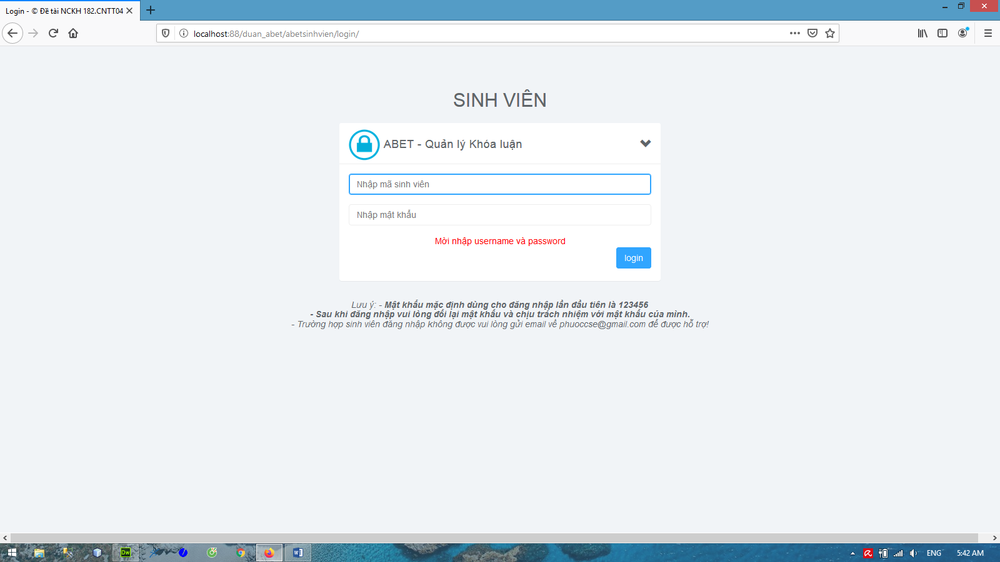 Login - © Đề tài NCKH 182.CNTT04
localhost:88/duan_abet/abetsinhvien/login/
SINH VIÊN
ABET - Quản lý Khóa luận
Nhập mã sinh viên
Nhập mật khẩu
Mời nhập username và password
login
Lưu ý: - Mật khẩu mặc định dùng cho đăng nhập lần đầu tiên là 123456
- Sau khi đăng nhập vui lòng đổi lại mật khẩu và chịu trách nhiệm với mật khẩu của mình.
- Trường hợp sinh viên đăng nhập không được vui lòng gửi email về phuoccse@gmail.com để được hỗ trợ!
Dw
ENG
5:42 AM